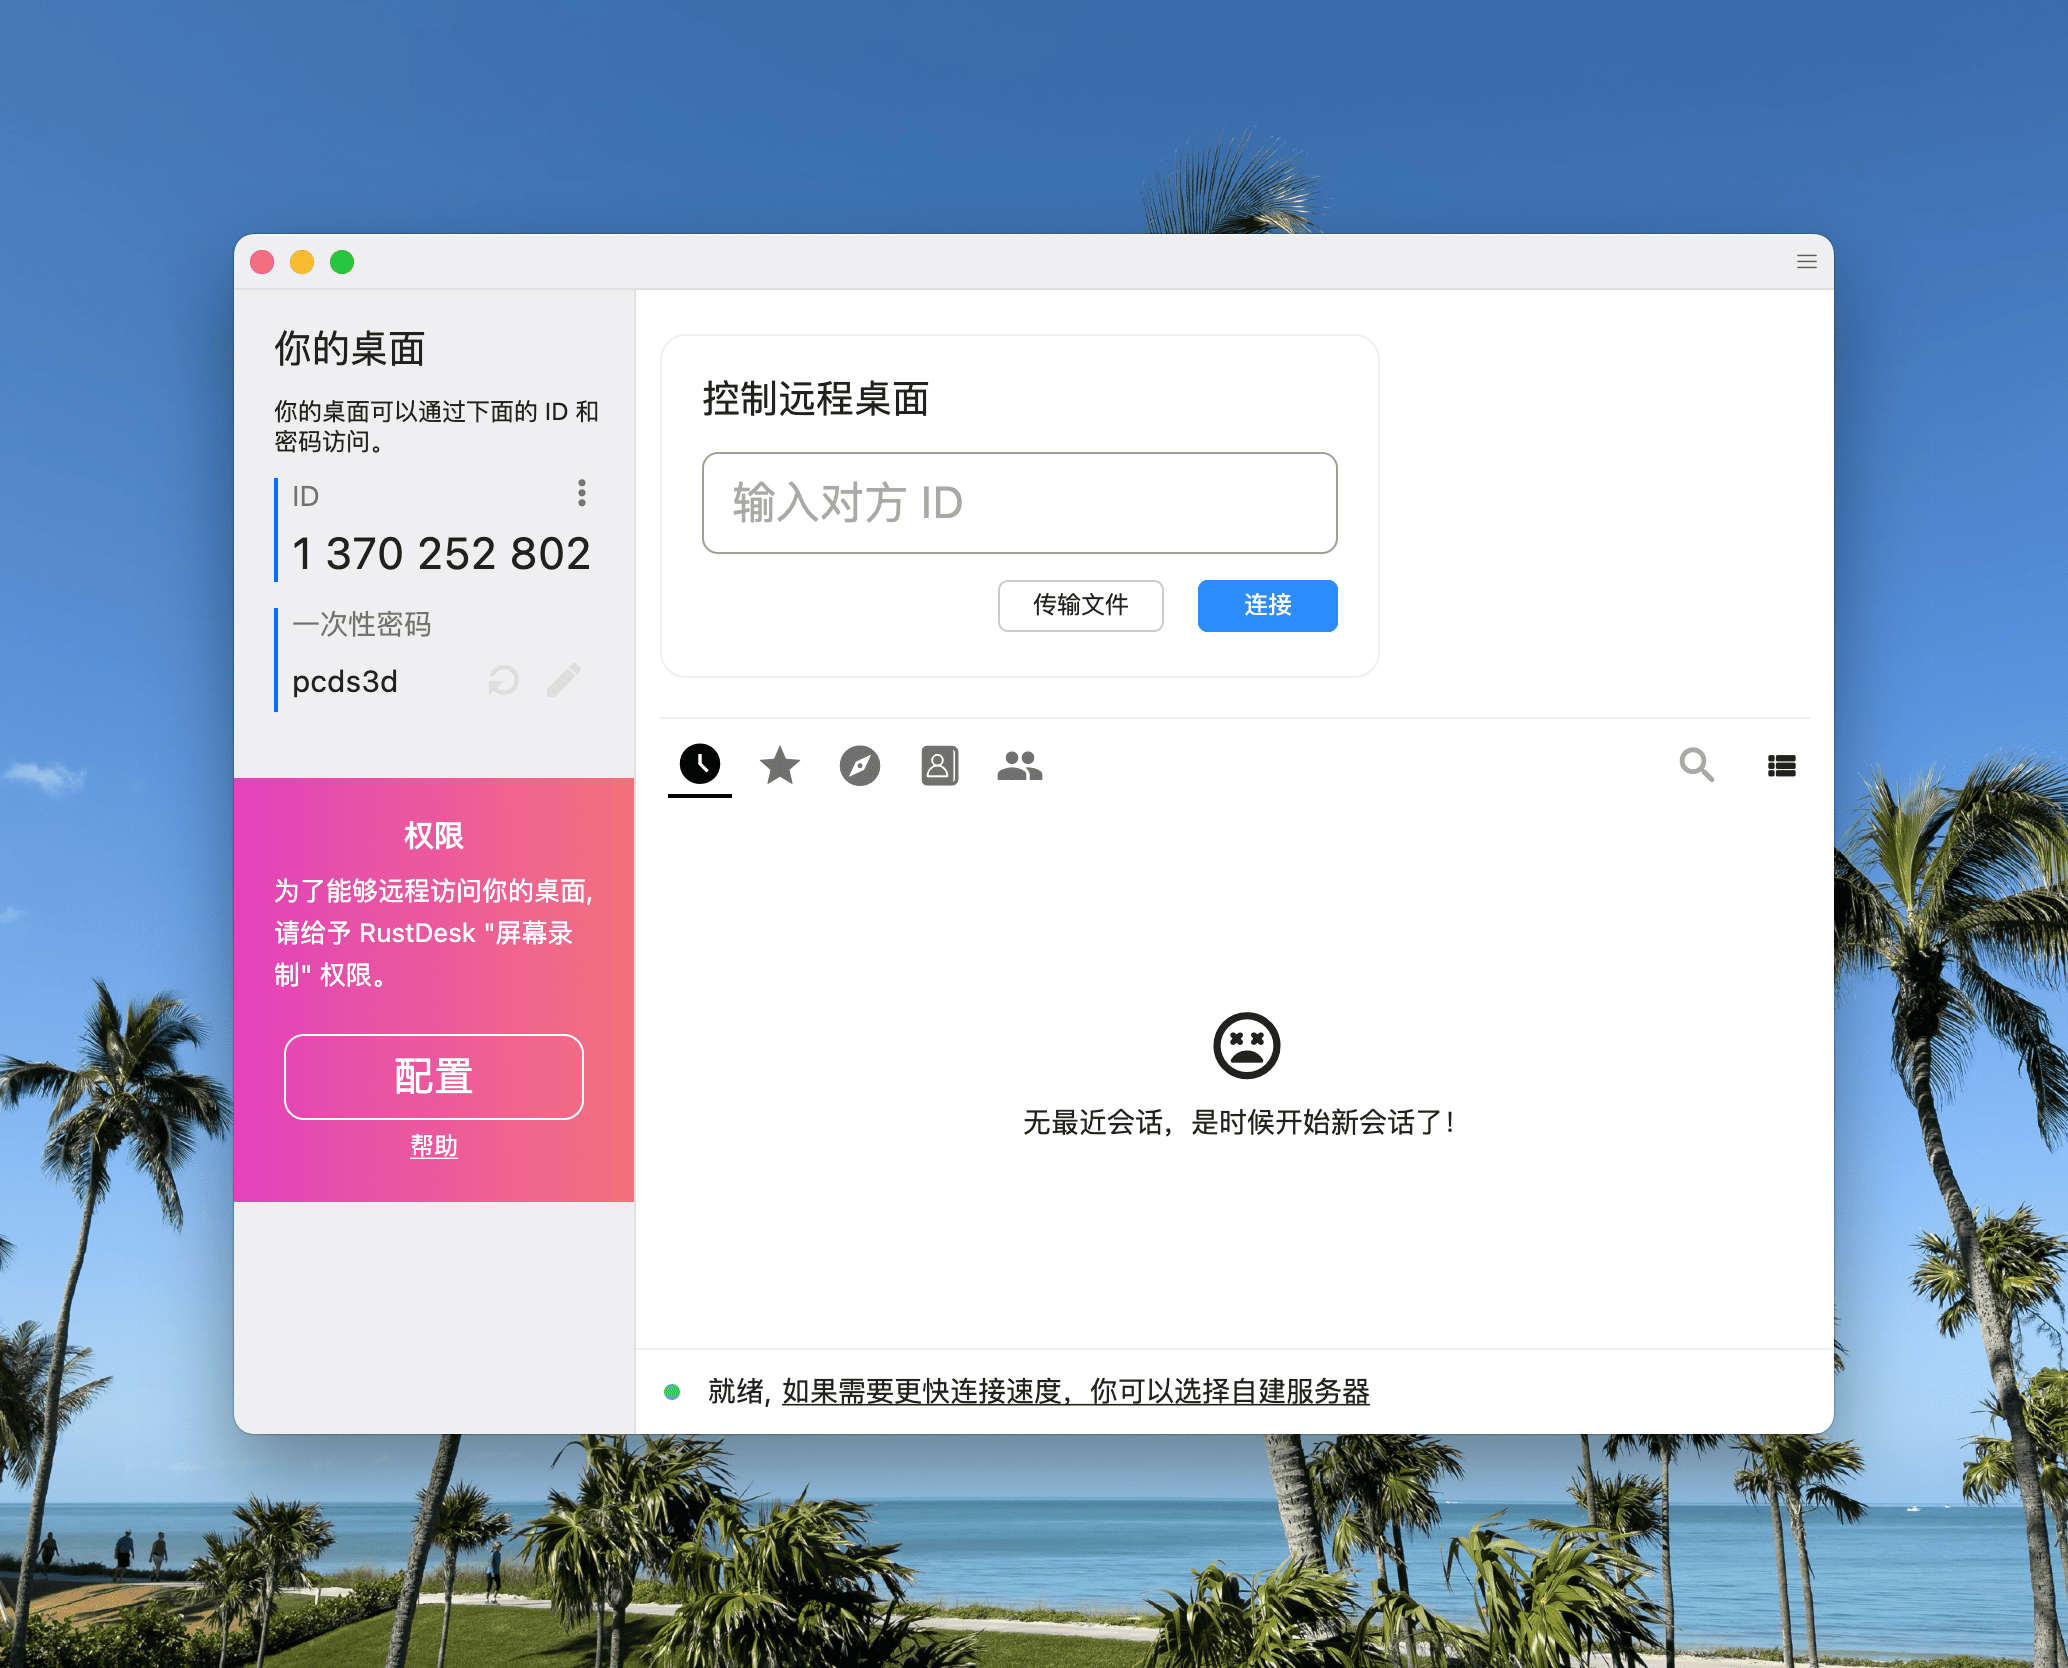 你的桌面
你的桌面可以通过下面的 ID 和
密码访问。
ID
1 370 252 802
一次性密码
pcds3d
权限
为了能够远程访问你的桌面,
请给予 RustDesk "屏幕录
制" 权限。
配置
帮助
控制远程桌面
输入对方 ID
传输文件
连接
无最近会话，是时候开始新会话了！
就绪, 如果需要更快连接速度，你可以选择自建服务器